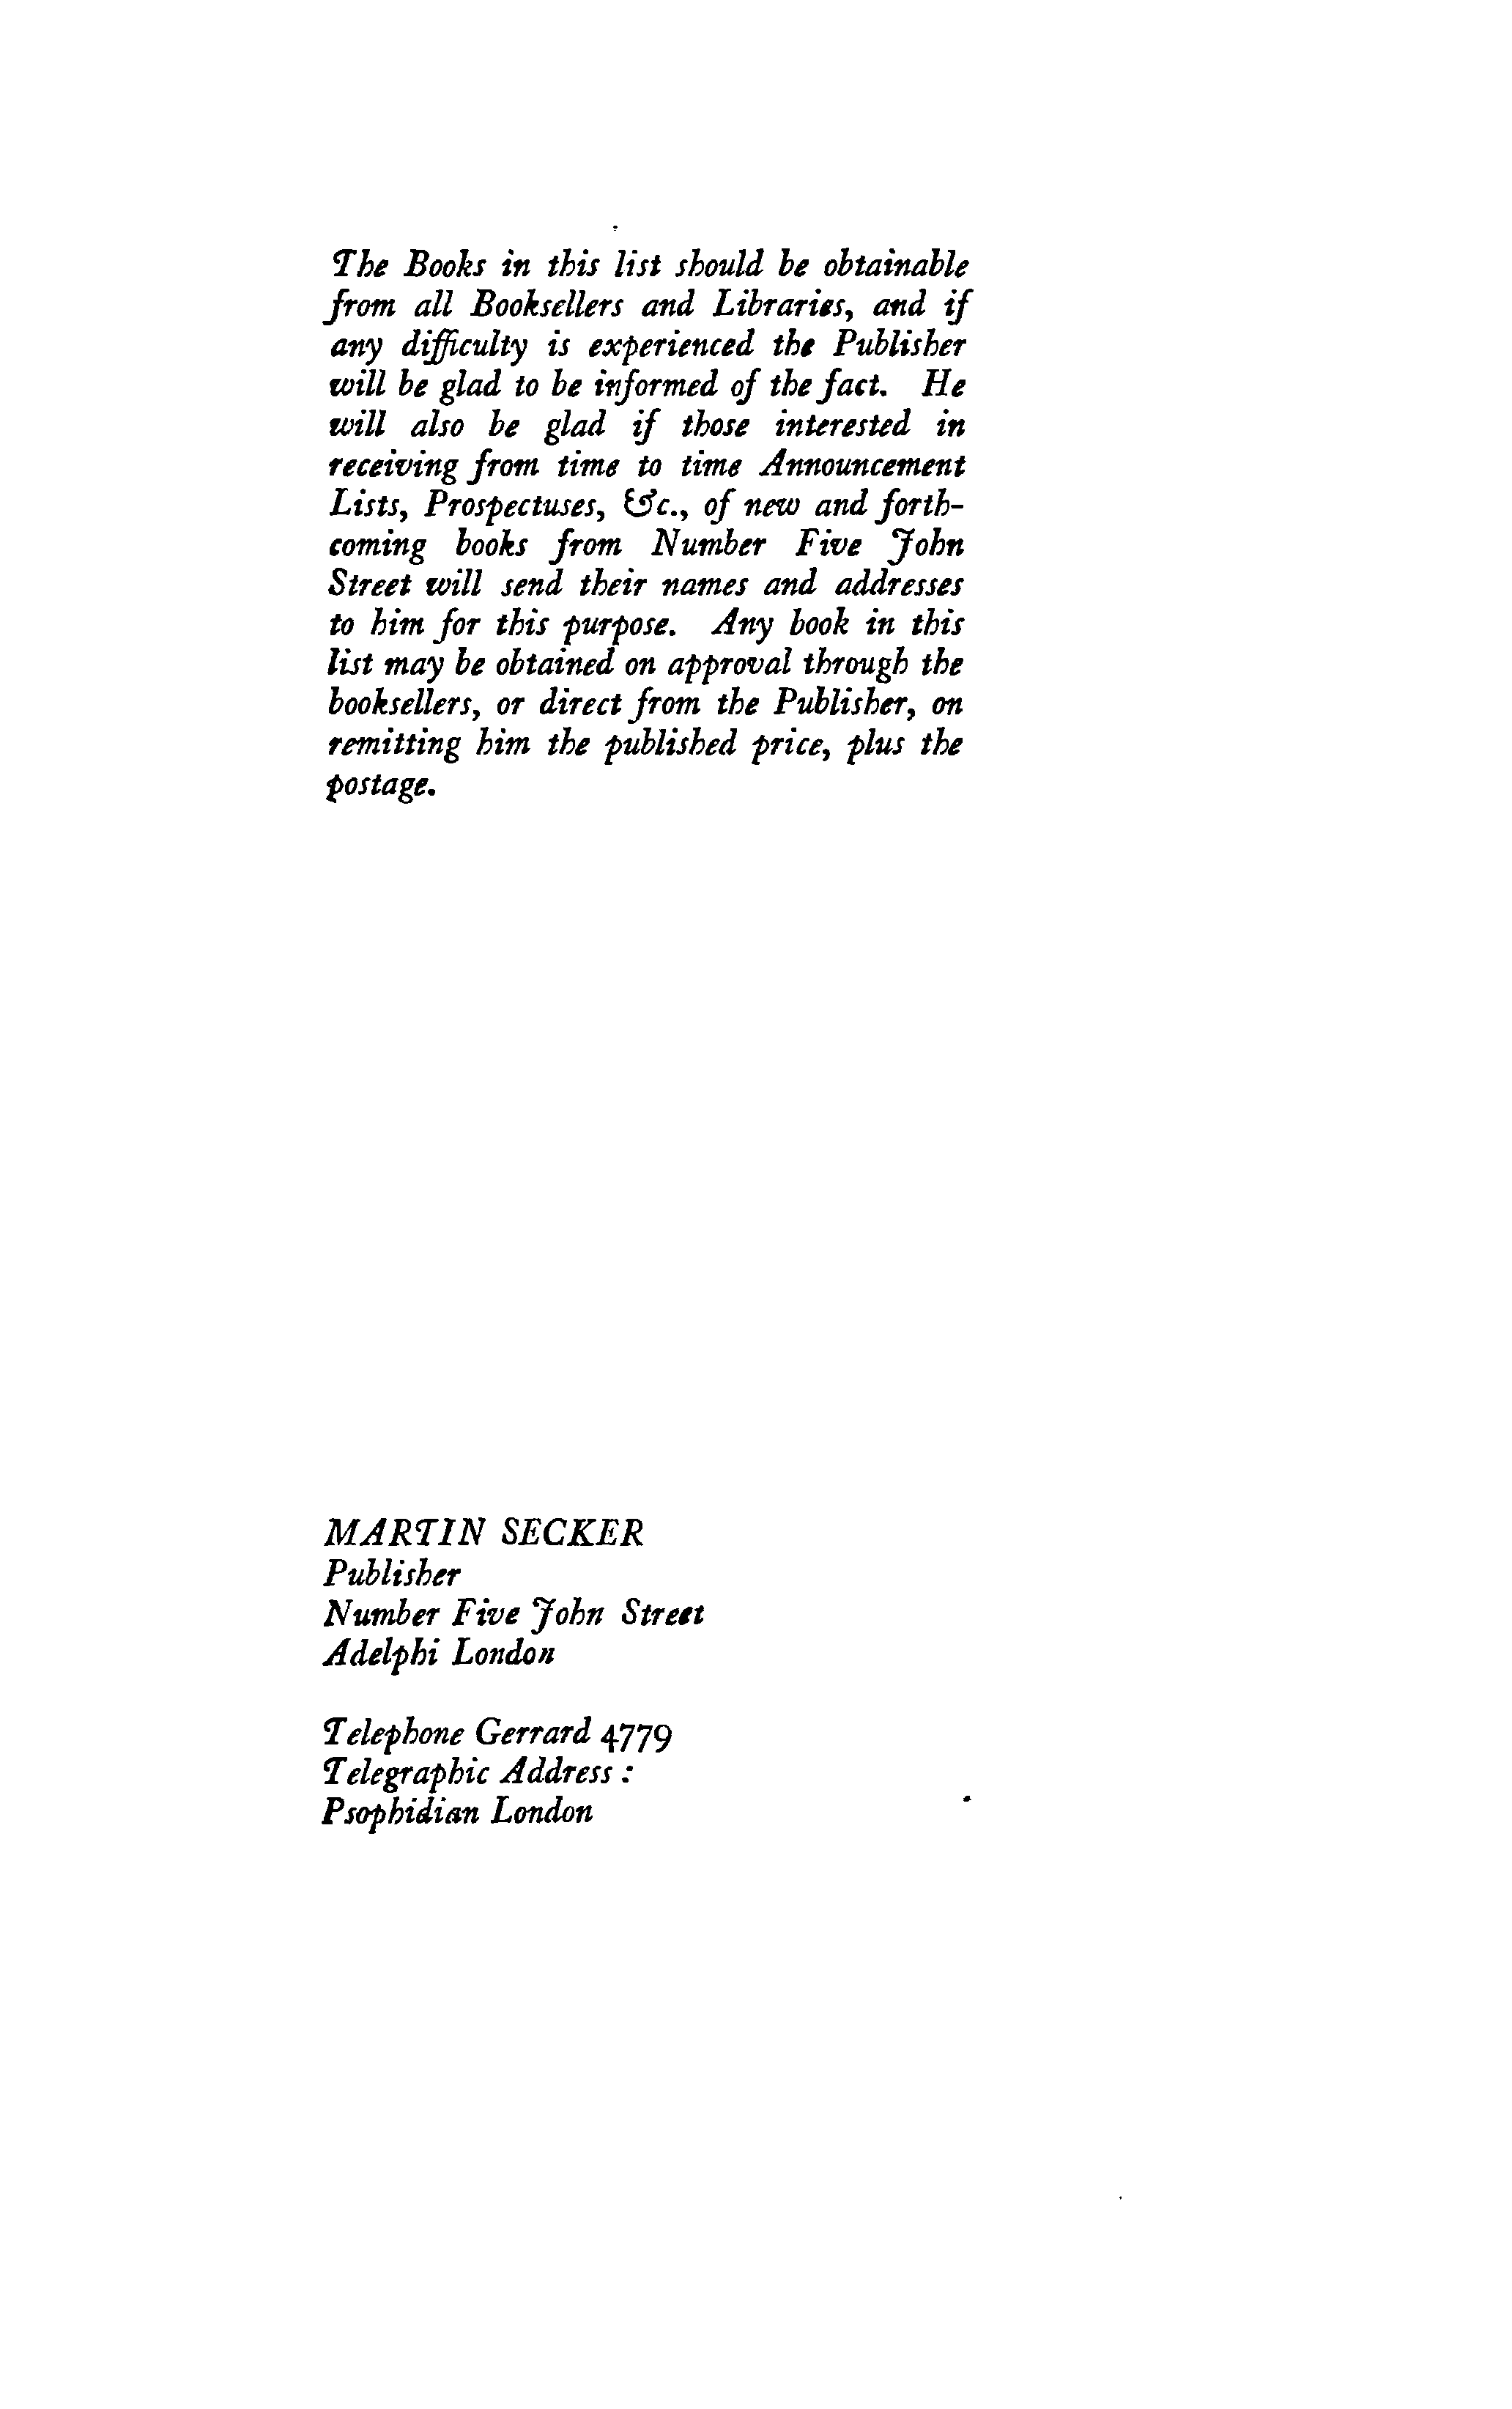 The Books in this list should be obtainable
from all Booksellers and Libraries, and if
any difficulty is experienced the Publisher
will be glad to be informed of the fact. He
will also be glad if those interested in
receiving from time to time Announcement
Lists, Prospectuses, &c., of new and forth-
coming books from Number Five John
Street will send their names and addresses
to him for this purpose. Any book in this
list may be obtained on approval through the
booksellers, or direct from the Publisher, on
remitting him the published price, plus the
postage.
MARTIN SECKER
Publisher
Number Five John Street
Adelphi London
Telephone Gerrard 4779
Telegraphic Address :
Psophidian London